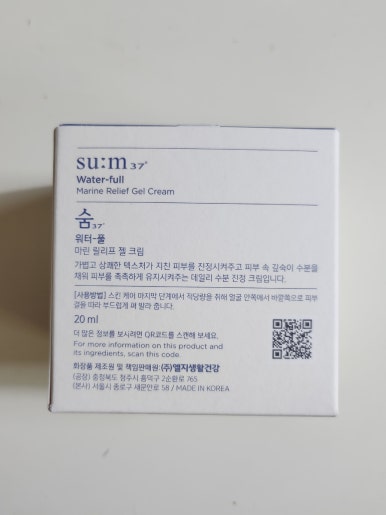 su:m37°
Water-full
Marine Relief Gel Cream
숨37°
워터-풀
마린 릴리프 젤 크림
가볍고 상쾌한 텍스처가 지친 피부를 진정시켜주고 피부 속 깊숙이 수분을
채워 피부를 촉촉하게 유지시켜주는 데일리 수분 진정 크림입니다.
[사용방법] 스킨 케어 마지막 단계에서 적당량을 취해 얼굴 안쪽에서 바깥쪽으로 피부
결을 따라 부드럽게 펴 발라 줍니다.
20 ml
더 많은 정보를 보시려면 QR코드를 스캔해 보세요.
For more information on this product and
its ingredients, scan this code.
화장품 제조원 및 책임판매원 (주)엘지생활건강
(공장) 충청북도 청주시 흥덕구 2순환로 765
(본사) 서울시 종로구 새문안로 58 / MADE IN KOREA